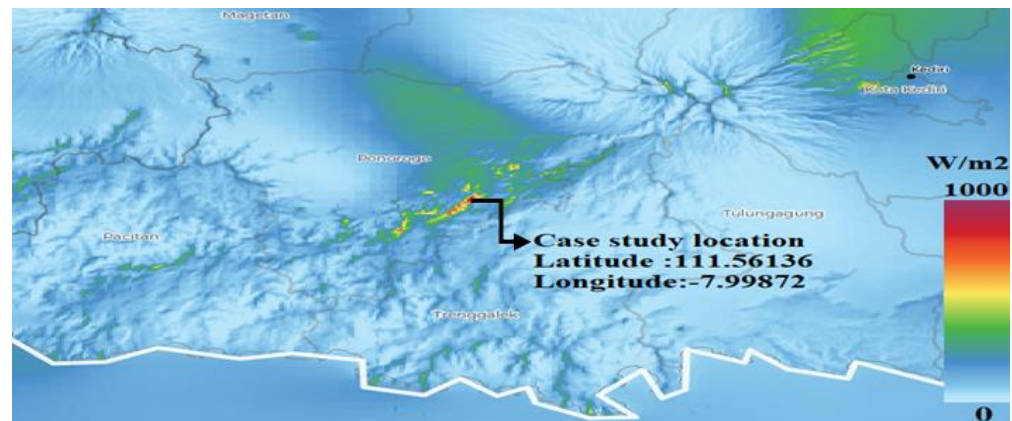 Magetan
Kediri
Kota Kediri
Ponorogo
W/m2
1000
Tulungagung
Pacitan
Case study location
Latitude :111.56136
Longitude:-7.99872
Trenggalek
0